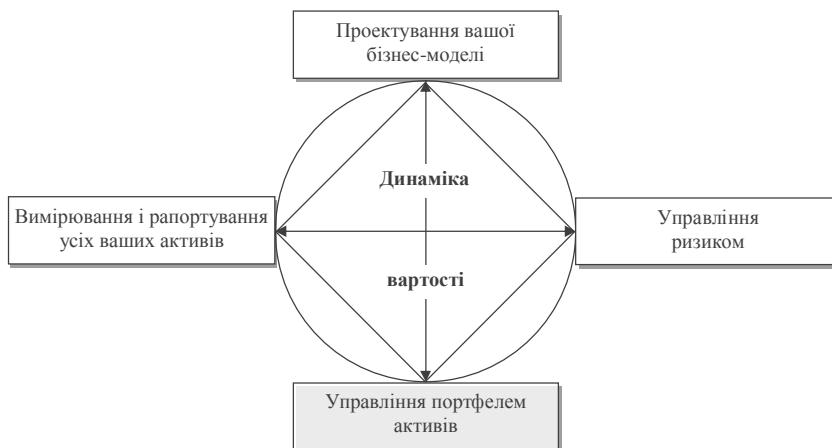 Проектування вашої
бізнес-моделі
Динаміка
Вимірювання і рапортування
усіх ваших активів
Управління
ризиком
вартості
Управління портфелем
активів